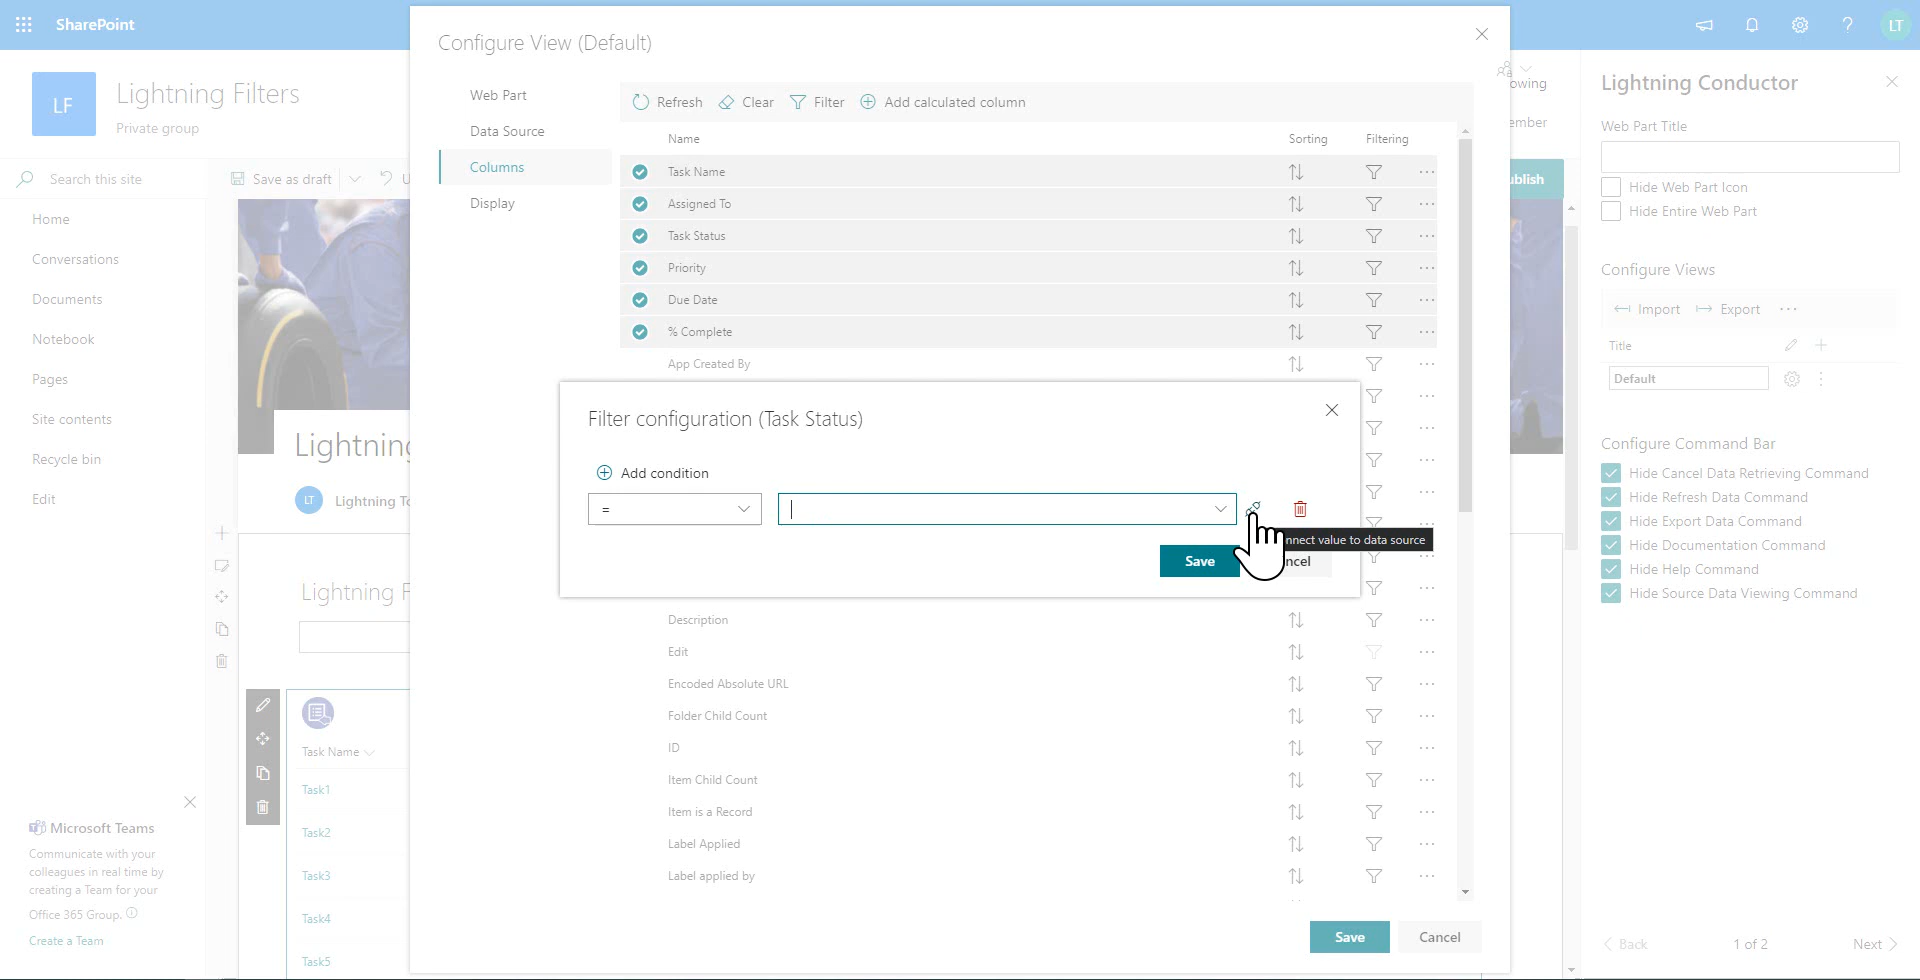 SharePoint
LT
LF
Lightning Filters
Private group
Search this site
Save as draft
Home
Conversations
Documents
Notebook
Pages
Site contents
Recycle bin
Edit
Microsoft Teams
Communicate with your
colleagues in real time by
creating a Team for your
Office 365 Group.
Create a Team
Lightning
LT
Lightning
Lightning
Task Name
Task1
Task2
Task3
Task4
Task5
Configure View (Default)
Web Part
Data Source
Columns
Display
Refresh Clear Filter Add calculated column
Name Sorting Filtering
Task Name
Assigned To
Task Status
Priority
Due Date
% Complete
App Created By
Filter configuration (Task Status)
Add condition
=
nnect value to data source
Save ncel
Description
Edit
Encoded Absolute URL
Folder Child Count
ID
Item Child Count
Item is a Record
Label Applied
Label applied by
Save Cancel
owing
ember
blish
Lightning Conductor
Web Part Title
Hide Web Part Icon
Hide Entire Web Part
Configure Views
Import Export
Title
Default
Configure Command Bar
Hide Cancel Data Retrieving Command
Hide Refresh Data Command
Hide Export Data Command
Hide Documentation Command
Hide Help Command
Hide Source Data Viewing Command
Back 1 of 2 Next